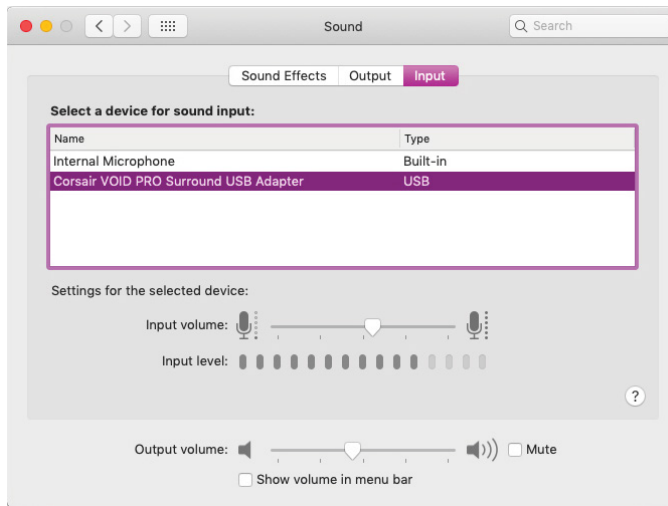 Sound
Search
Sound Effects Output Input
Select a device for sound input:
Name Type
Internal Microphone Built-in
Corsair VOID PRO Surround USB Adapter USB
Settings for the selected device:
Input volume:
Input level:
?
Output volume: Mute
Show volume in menu bar